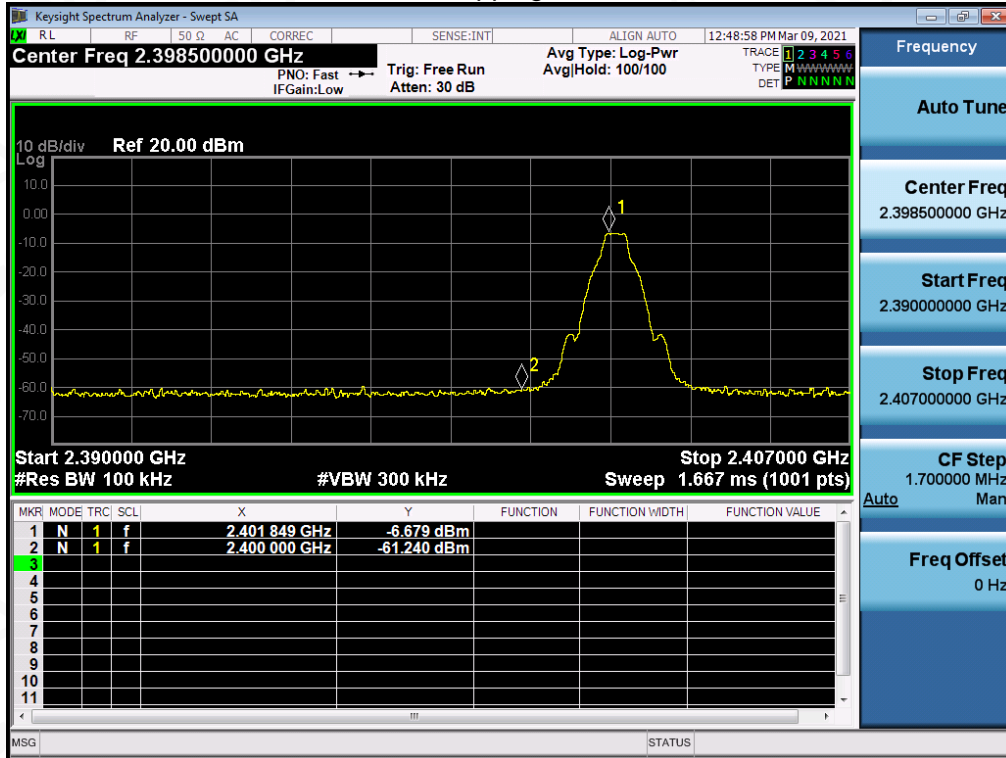 Keysight Spectrum Analyzer - Swept SA
LXI RL RF 50 Ω AC CORREC SENSE:INT ALIGN AUTO 12:48:58 PM Mar 09, 2021
Center Freq 2.398500000 GHz
PNO: Fast
IFGain:Low
Trig: Free Run
Atten: 30 dB
Avg Type: Log-Pwr
Avg|Hold: 100/100
TRACE 1 2 3 4 5 6
TYPE M WWWWW
DET P N N N N N
10 dB/div Ref 20.00 dBm
Log
10.0
0.00
-10.0
-20.0
-30.0
-40.0
-50.0
-60.0
-70.0
1
2
Start 2.390000 GHz Stop 2.407000 GHz
#Res BW 100 kHz #VBW 300 kHz Sweep 1.667 ms (1001 pts)
MKR MODE TRC SCL X Y FUNCTION FUNCTION WIDTH FUNCTION VALUE
1 N 1 f 2.401 849 GHz -6.679 dBm
2 N 1 f 2.400 000 GHz -61.240 dBm
3
4
5
6
7
8
9
10
11
MSG STATUS
Frequency
Auto Tune
Center Freq
2.398500000 GHz
Start Freq
2.390000000 GHz
Stop Freq
2.407000000 GHz
CF Step
1.700000 MHz
Auto Man
Freq Offset
0 Hz